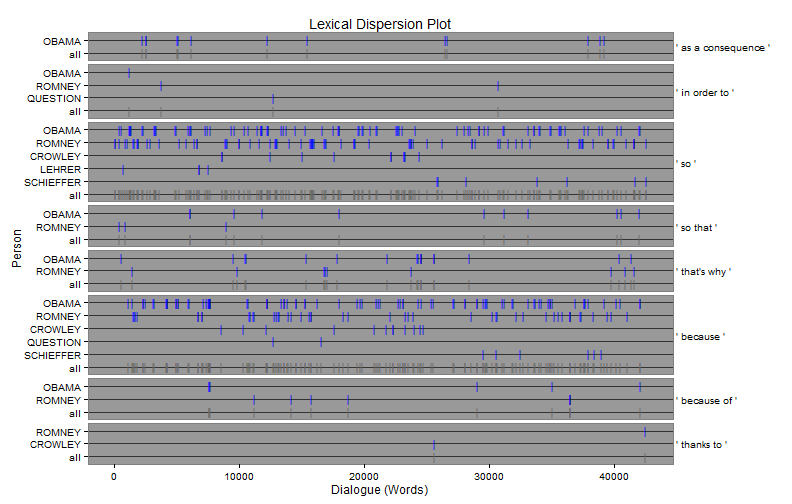 Lexical Dispersion Plot
OBAMA
all
' as a consequence '
OBAMA
ROMNEY
QUESTION
all
' in order to '
OBAMA
ROMNEY
CROWLEY
LEHRER
SCHIEFFER
all
' so '
OBAMA
ROMNEY
all
' so that '
OBAMA
ROMNEY
all
' that's why '
OBAMA
ROMNEY
CROWLEY
QUESTION
SCHIEFFER
all
' because '
OBAMA
ROMNEY
all
' because of '
ROMNEY
CROWLEY
all
' thanks to '
Person
0 10000 20000 30000 40000
Dialogue (Words)